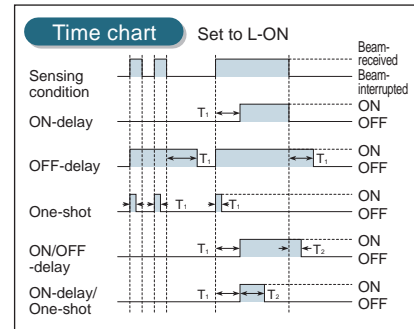 Time chart Set to L-ON
Sensing condition
Beam-received
Beam-interrupted
ON-delay T1 ON OFF
OFF-delay T1 T1 ON OFF
One-shot T1 T1 ON OFF
ON/OFF -delay T1 T2 ON OFF
ON-delay/ One-shot T1 T2 ON OFF